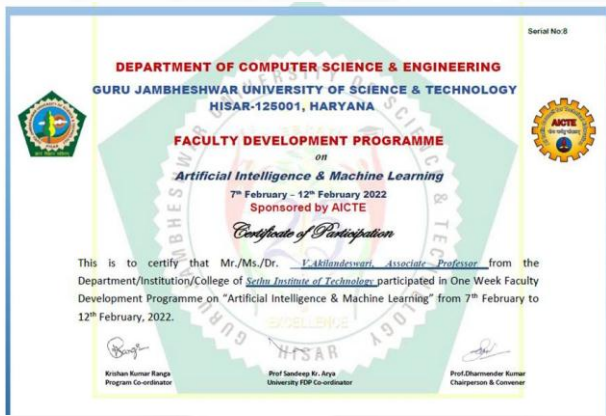 Serial No:8
DEPARTMENT OF COMPUTER SCIENCE & ENGINEERING
GURU JAMBHESHWAR UNIVERSITY OF SCIENCE & TECHNOLOGY
HISAR-125001, HARYANA
AICTE
FACULTY DEVELOPMENT PROGRAMME
on
Artificial Intelligence & Machine Learning
7th February – 12th February 2022
Sponsored by AICTE
Certificate of Participation
This is to certify that Mr./Ms./Dr. V.Akilandeswari, Associate Professor from the
Department/Institution/College of Sethu Institute of Technology participated in One Week Faculty
Development Programme on “Artificial Intelligence & Machine Learning” from 7th February to
12th February, 2022.
EXCELLENCE
HISAR
Krishan Kumar Ranga
Program Co-ordinator
Prof Sandeep Kr. Arya
University FDP Co-ordinator
Prof.Dharmender Kumar
Chairperson & Convener